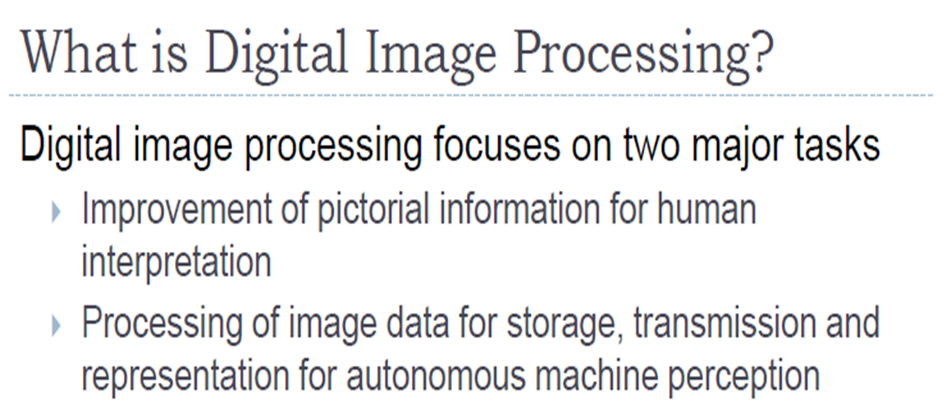 What is Digital Image Processing?
Digital image processing focuses on two major tasks
Improvement of pictorial information for human
interpretation
Processing of image data for storage, transmission and
representation for autonomous machine perception